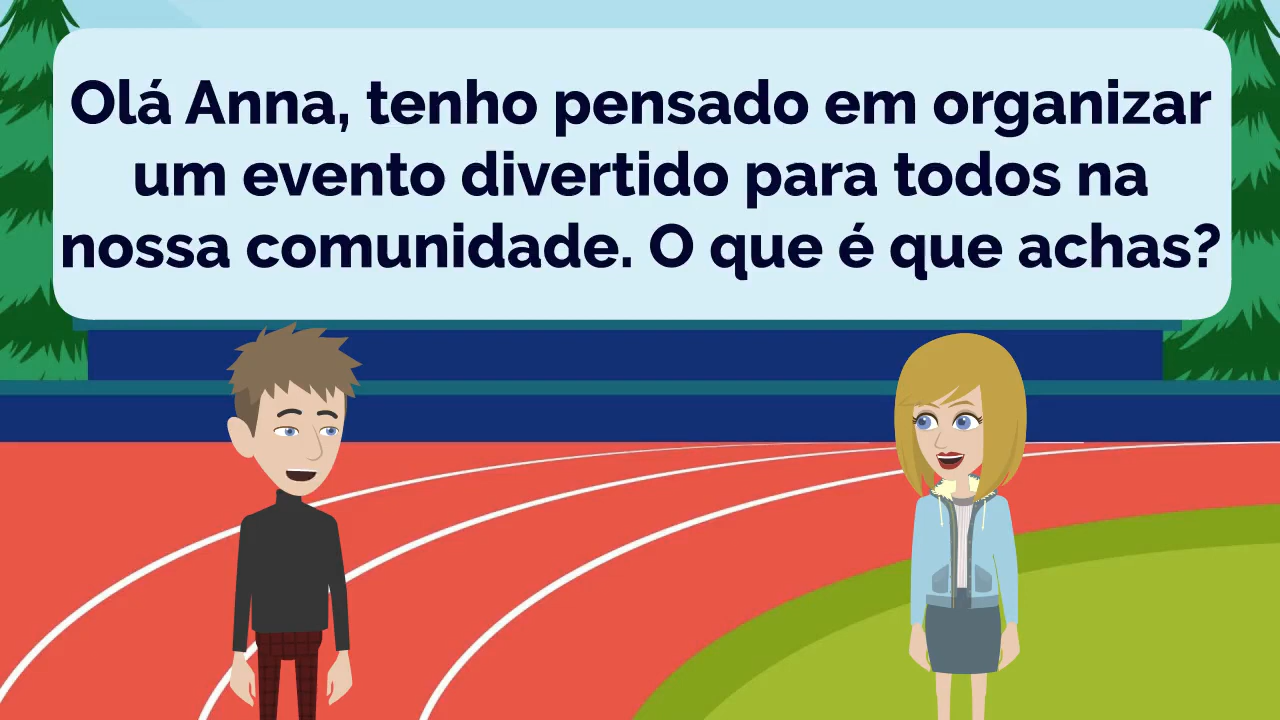 Olá Anna, tenho pensado em organizar
um evento divertido para todos na
nossa comunidade. O que é que achas?